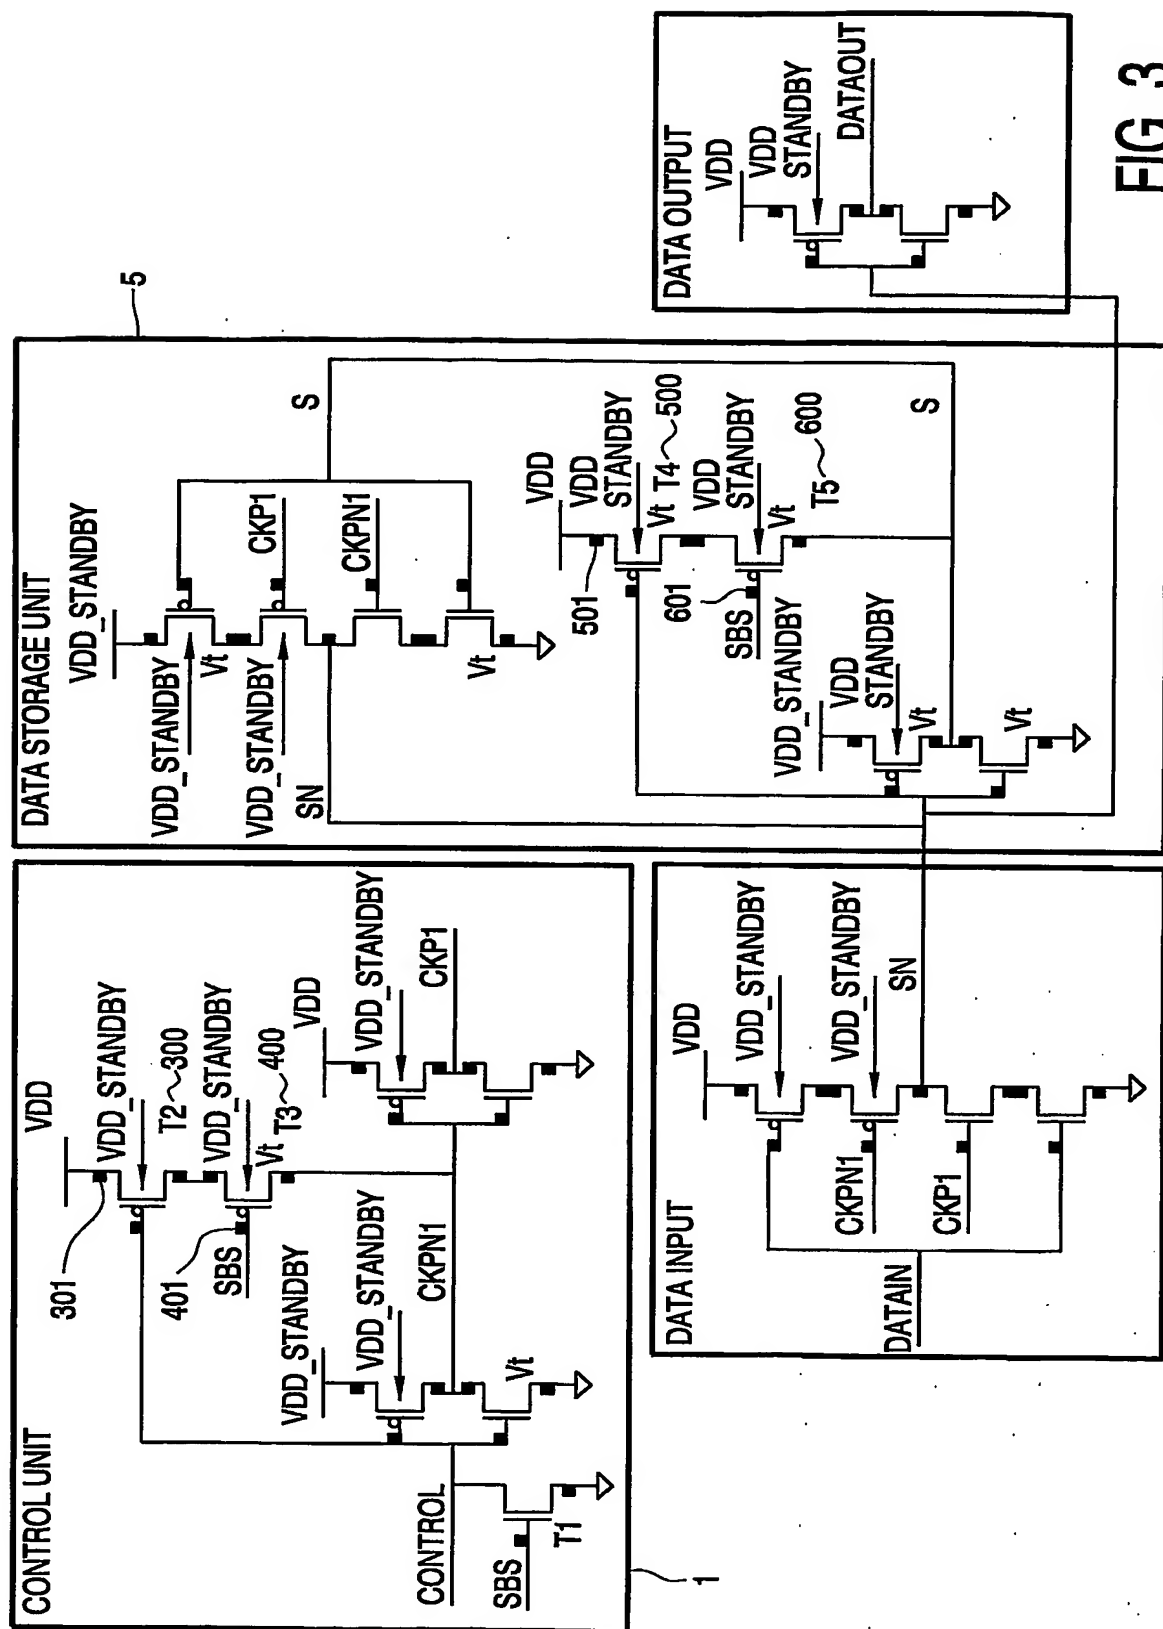 CONTROL UNIT
VDD
VDD_STANDBY
301
T2~300
VDD_STANDBY
401
SBS
Vt
T3~400
VDD
VDD_STANDBY
CKP1
VDD_STANDBY
VDD_STANDBY
CKPN1
Vt
CONTROL
SBS
T1
1
DATA STORAGE UNIT
5
VDD_STANDBY
VDD_STANDBY
Vt
VDD_STANDBY
CKP1
CKPN1
SN
Vt
S
VDD
VDD
STANDBY
501
Vt
T4~500
VDD
STANDBY
601
SBS
Vt
T5~600
VDD_STANDBY
VDD
STANDBY
Vt
Vt
S
DATA INPUT
VDD
VDD_STANDBY
VDD_STANDBY
CKPN1
SN
CKP1
DATAIN
DATA OUTPUT
VDD
VDD
STANDBY
DATAOUT
FIG. 3